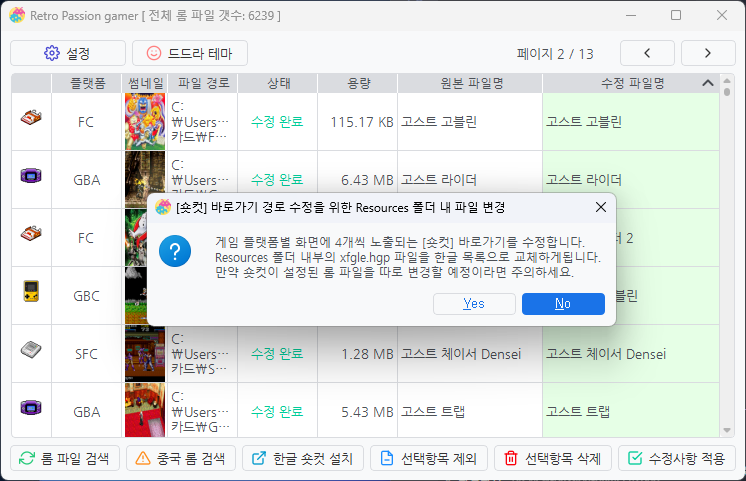 Retro Passion gamer [ 전체 롬 파일 갯수: 6239 ]
설정 드드라 테마 페이지 2 / 13
플랫폼 썸네일 파일 경로 상태 용량 원본 파일명 수정 파일명
FC C:\Users… 카드\F… 수정 완료 115.17 KB 고스트 고블린 고스트 고블린
GBA C:\Users… 카드\G… 수정 완료 6.43 MB 고스트 라이더 고스트 라이더
[숏컷] 바로가기 경로 수정을 위한 Resources 폴더 내 파일 변경
FC 2
게임 플랫폼별 화면에 4개씩 노출되는 [숏컷] 바로가기를 수정합니다.
Resources 폴더 내부의 xfgle.hgp 파일을 한글 목록으로 교체하게됩니다.
만약 숏컷이 설정된 롬 파일을 따로 변경할 예정이라면 주의하세요.
GBC 블린
Yes No
SFC C:\Users… 카드\S… 수정 완료 1.28 MB 고스트 체이서 Densei 고스트 체이서 Densei
GBA C:\Users… 카드\G… 수정 완료 5.43 MB 고스트 트랩 고스트 트랩
롬 파일 검색 중국 롬 검색 한글 숏컷 설치 선택항목 제외 선택항목 삭제 수정사항 적용